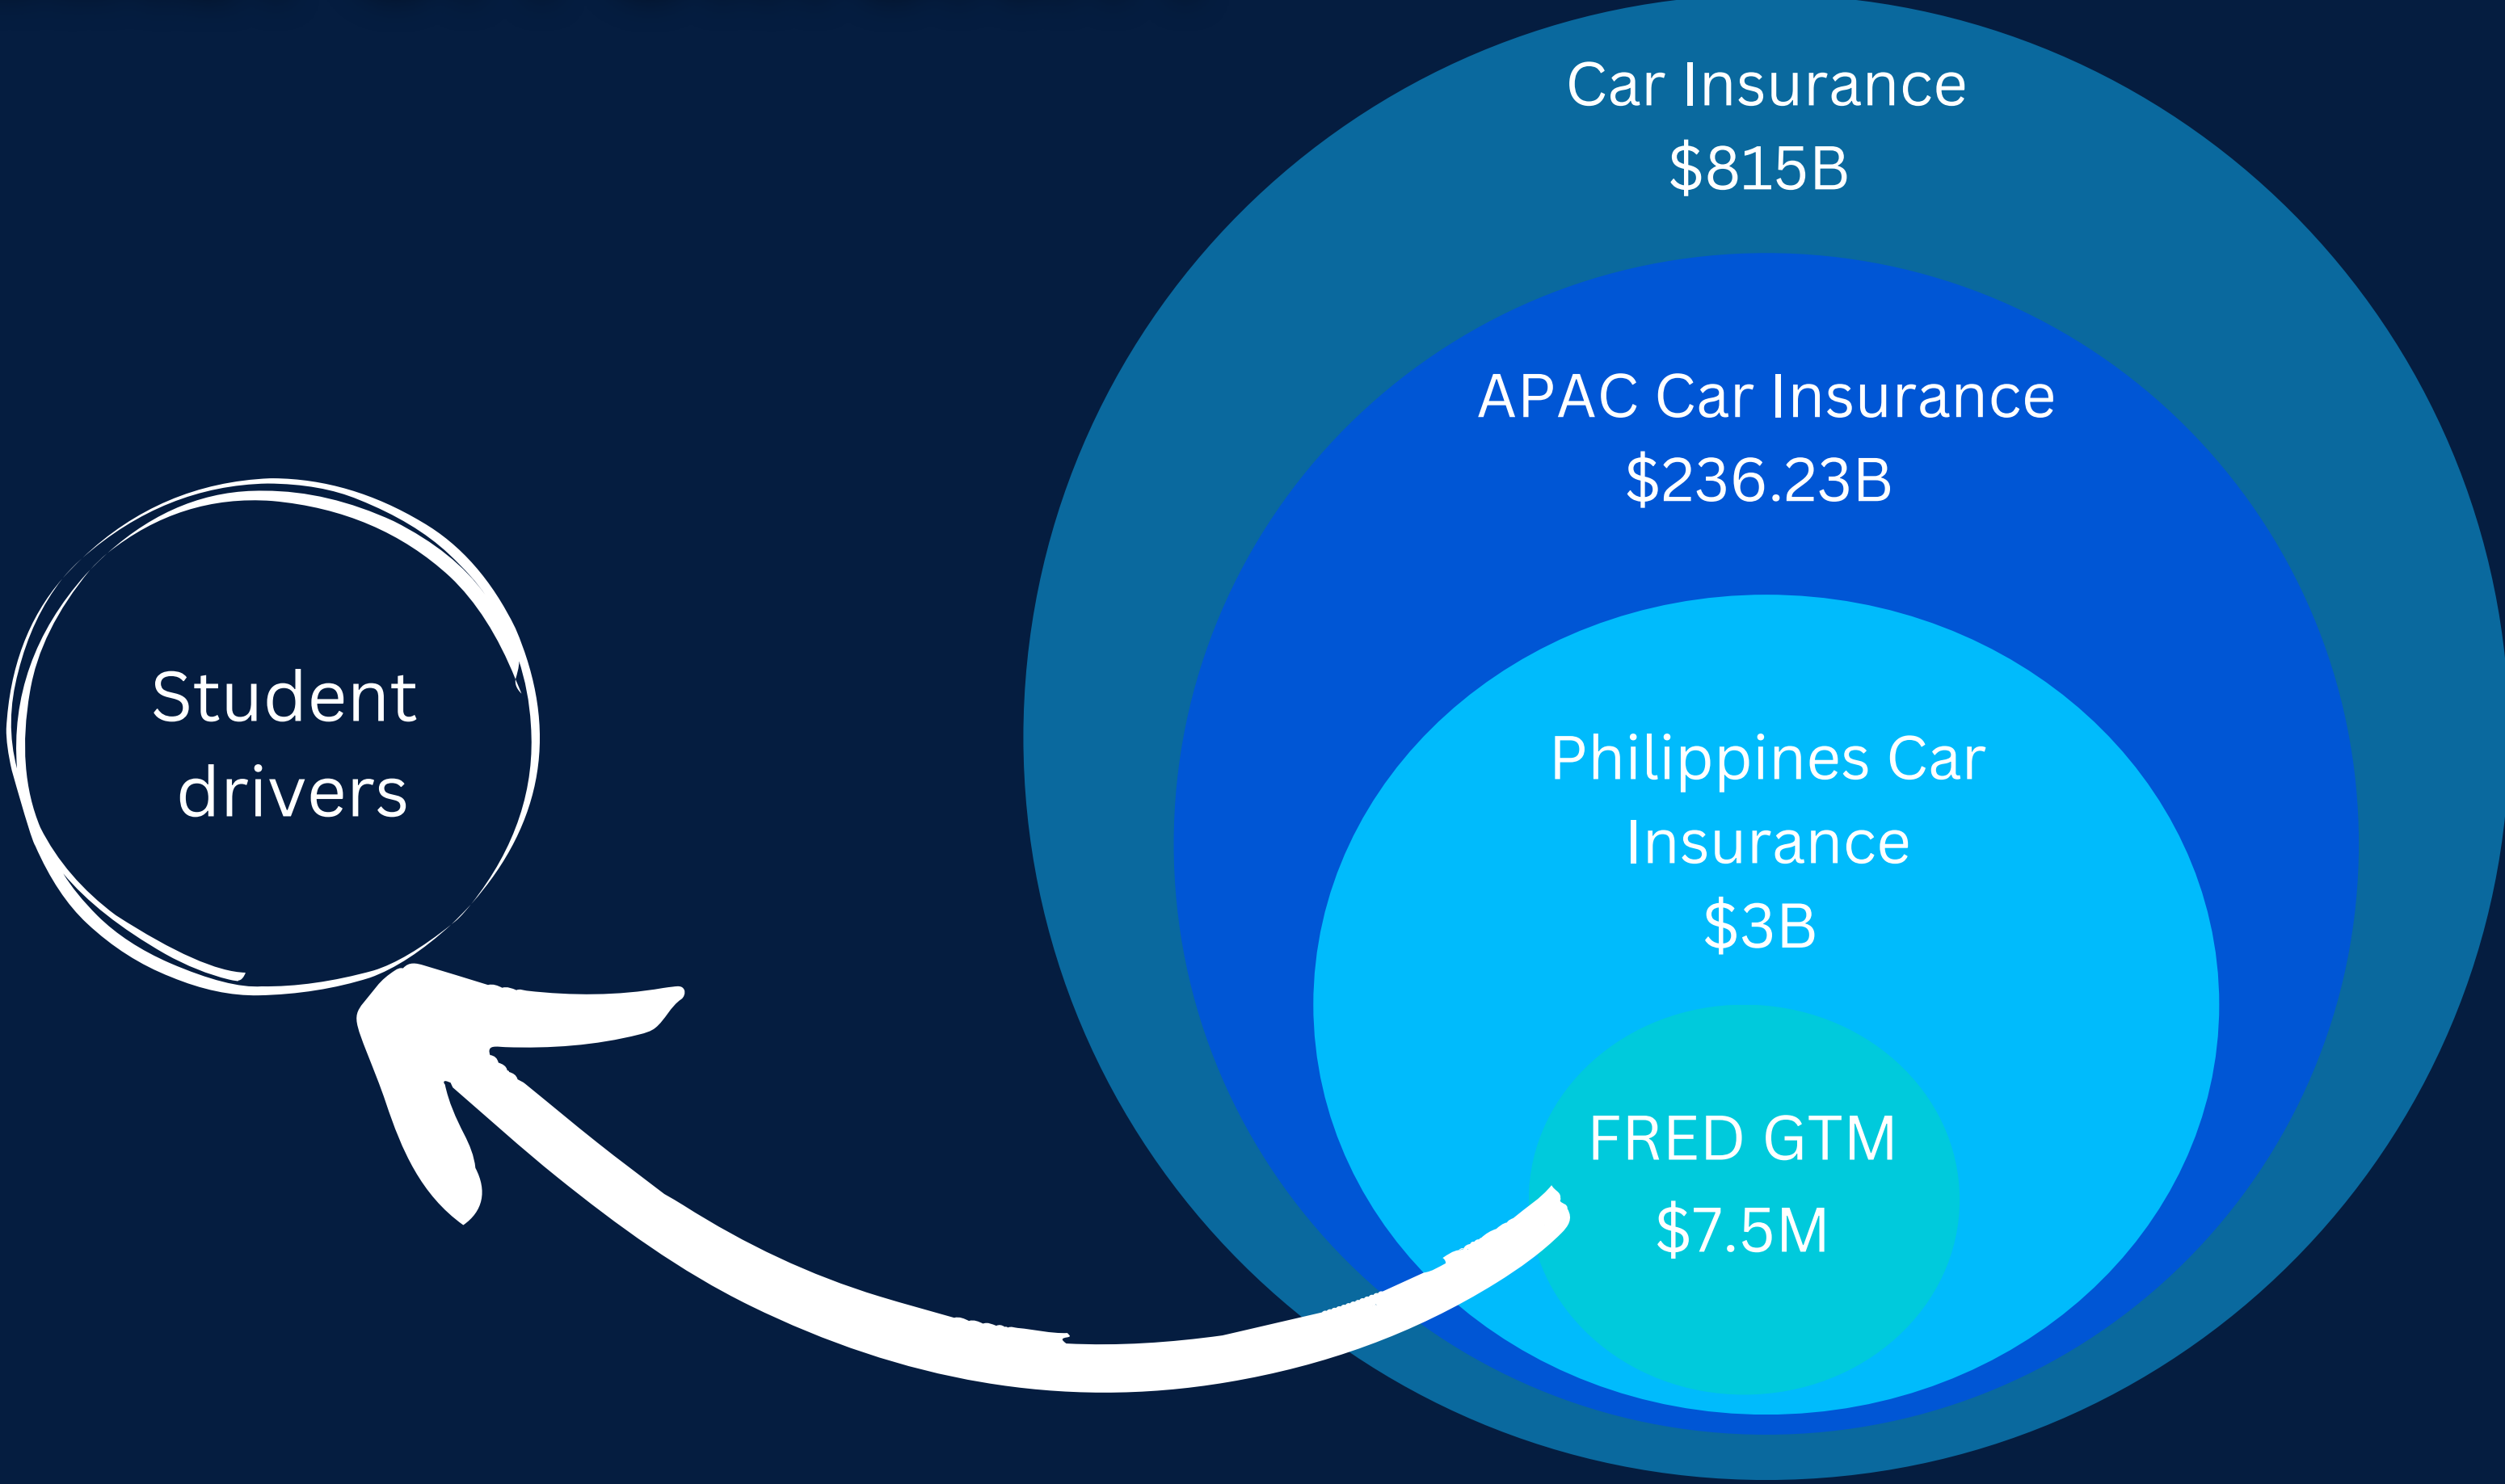 Car Insurance
$815B
APAC Car Insurance
$236.23B
Philippines Car
Insurance
$3B
FRED GTM
$7.5M
Student
drivers